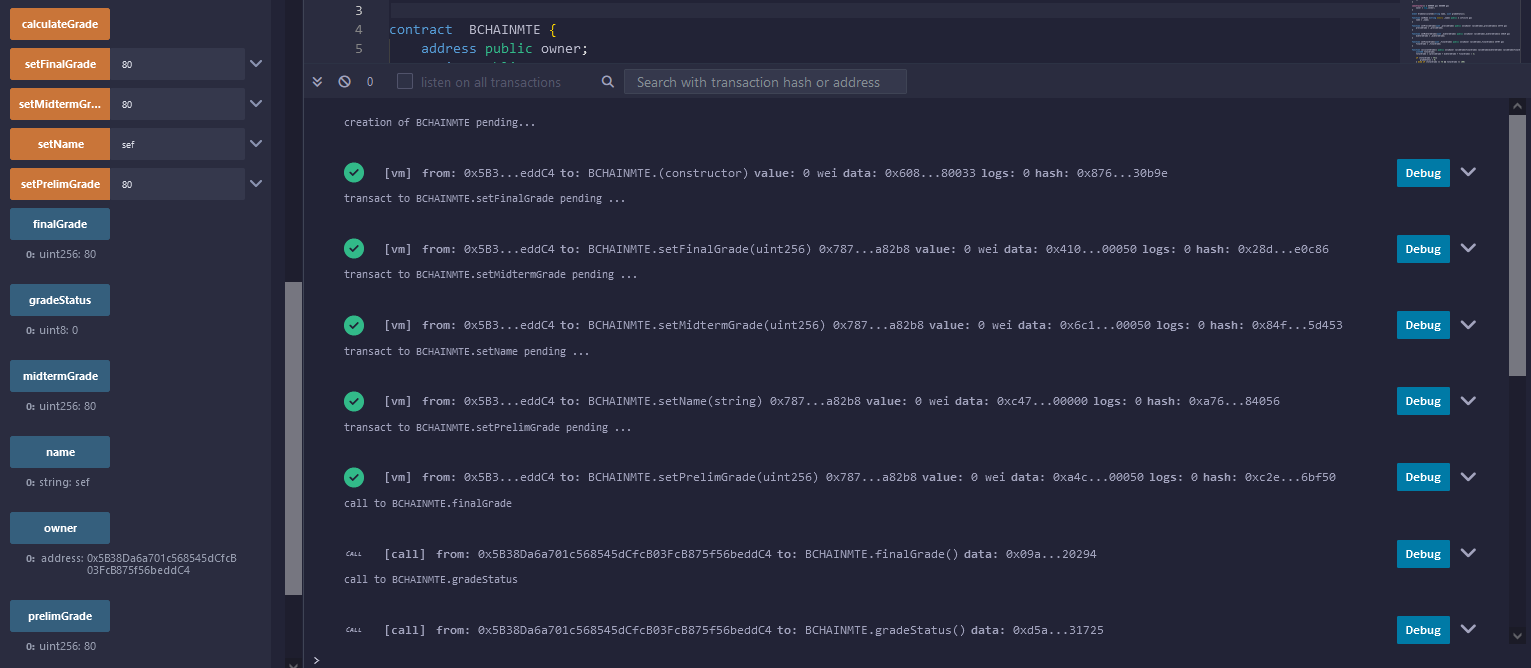 calculateGrade
setFinalGrade 80
setMidtermGr... 80
setName sef
setPrelimGrade 80
finalGrade
0: uint256: 80
gradeStatus
0: uint8: 0
midtermGrade
0: uint256: 80
name
0: string: sef
owner
0: address: 0x5B38Da6a701c568545dCfcB
03FcB875f56beddC4
prelimGrade
0: uint256: 80
3
4 contract BCHAINMTE {
5 address public owner;
0 listen on all transactions Search with transaction hash or address
creation of BCHAINMTE pending...
[vm] from: 0x5B3...eddC4 to: BCHAINMTE.(constructor) value: 0 wei data: 0x608...80033 logs: 0 hash: 0x876...30b9e Debug
transact to BCHAINMTE.setFinalGrade pending ...
[vm] from: 0x5B3...eddC4 to: BCHAINMTE.setFinalGrade(uint256) 0x787...a82b8 value: 0 wei data: 0x410...00050 logs: 0 hash: 0x28d...e0c86 Debug
transact to BCHAINMTE.setMidtermGrade pending ...
[vm] from: 0x5B3...eddC4 to: BCHAINMTE.setMidtermGrade(uint256) 0x787...a82b8 value: 0 wei data: 0x6c1...00050 logs: 0 hash: 0x84f...5d453 Debug
transact to BCHAINMTE.setName pending ...
[vm] from: 0x5B3...eddC4 to: BCHAINMTE.setName(string) 0x787...a82b8 value: 0 wei data: 0xc47...00000 logs: 0 hash: 0xa76...84056 Debug
transact to BCHAINMTE.setPrelimGrade pending ...
[vm] from: 0x5B3...eddC4 to: BCHAINMTE.setPrelimGrade(uint256) 0x787...a82b8 value: 0 wei data: 0xa4c...00050 logs: 0 hash: 0xc2e...6bf50 Debug
call to BCHAINMTE.finalGrade
CALL [call] from: 0x5B38Da6a701c568545dCfcB03FcB875f56beddC4 to: BCHAINMTE.finalGrade() data: 0x09a...20294 Debug
call to BCHAINMTE.gradeStatus
CALL [call] from: 0x5B38Da6a701c568545dCfcB03FcB875f56beddC4 to: BCHAINMTE.gradeStatus() data: 0xd5a...31725 Debug
>